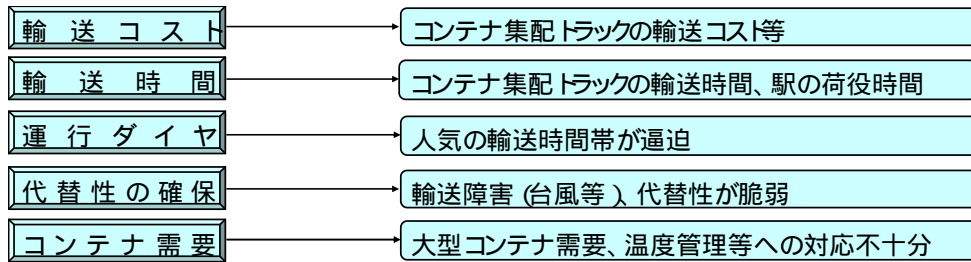 輸送コスト コンテナ集配トラックの輸送コスト等
輸送時間 コンテナ集配トラックの輸送時間、駅の荷役時間
運行ダイヤ 人気の輸送時間帯が逼迫
代替性の確保 輸送障害(台風等)、代替性が脆弱
コンテナ需要 大型コンテナ需要、温度管理等への対応不十分